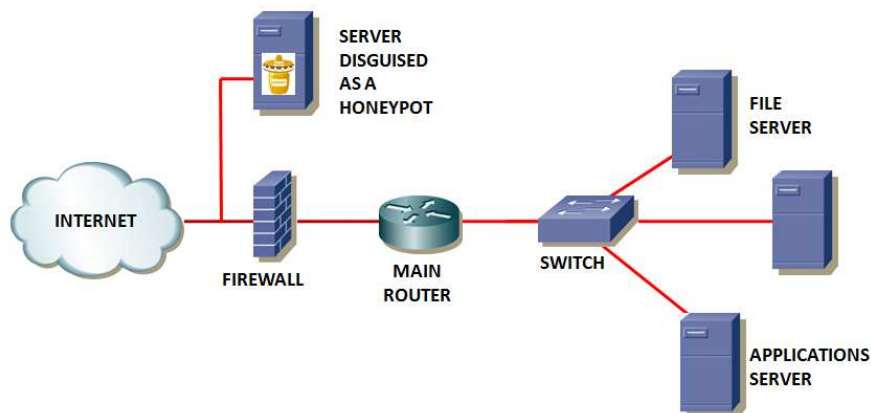 SERVER
DISGUISED
AS A
HONEYPOT
FILE
SERVER
INTERNET
FIREWALL
MAIN
ROUTER
SWITCH
APPLICATIONS
SERVER